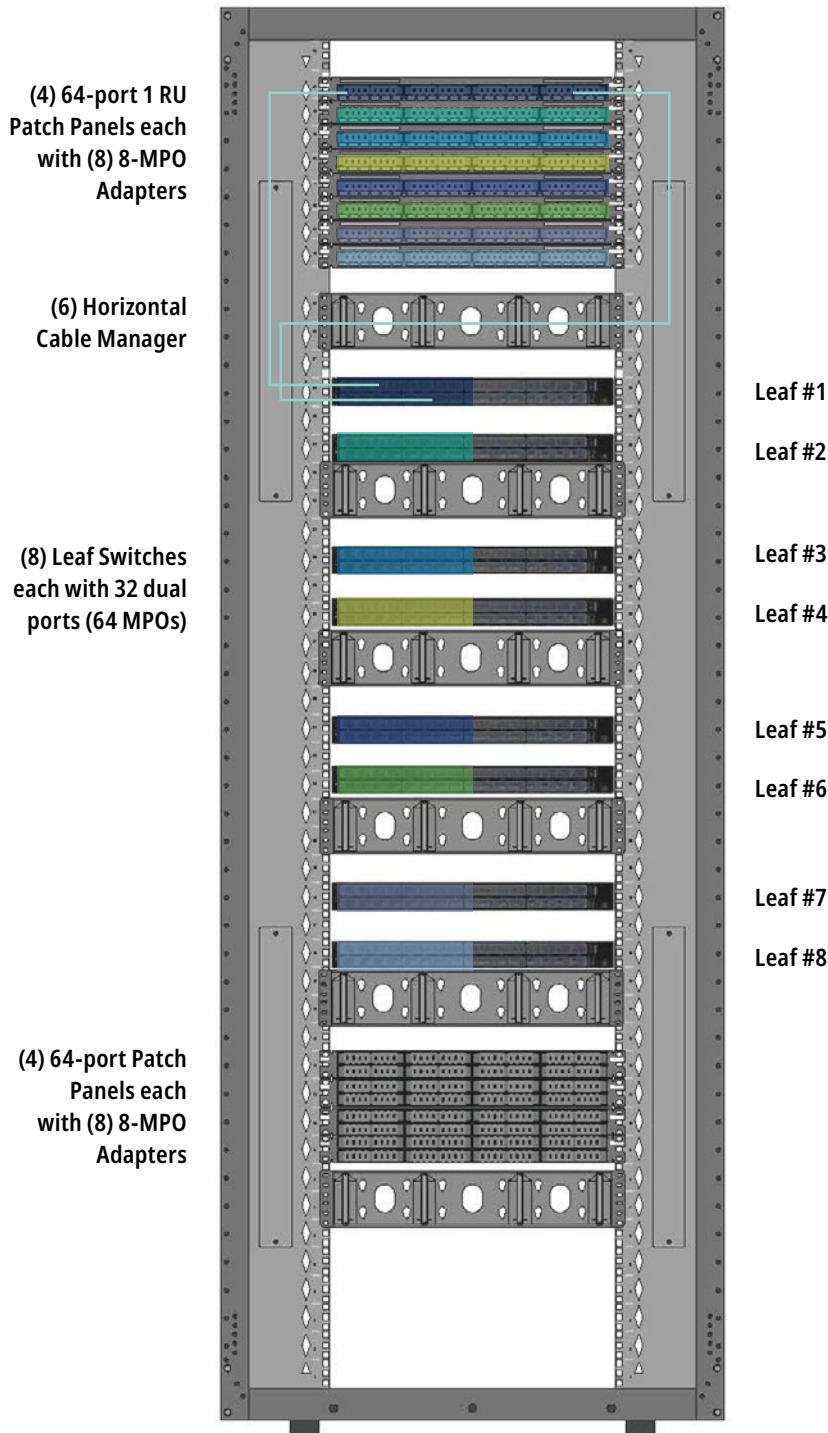 (4) 64-port 1 RU
Patch Panels each
with (8) 8-MPO
Adapters
(6) Horizontal
Cable Manager
Leaf #1
Leaf #2
(8) Leaf Switches
each with 32 dual
ports (64 MPOs)
Leaf #3
Leaf #4
Leaf #5
Leaf #6
Leaf #7
Leaf #8
(4) 64-port Patch
Panels each
with (8) 8-MPO
Adapters